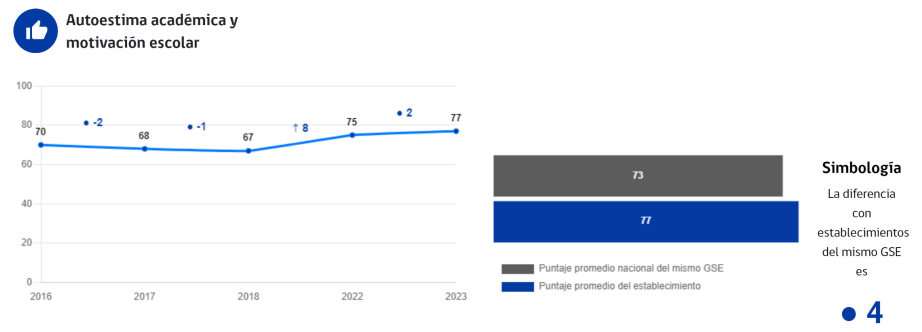 Autoestima académica y
motivación escolar
100
80
60
40
20
0
70
• -2
68
• -1
67
↑ 8
75
• 2
77
2016
2017
2018
2022
2023
73
77
Puntaje promedio nacional del mismo GSE
Puntaje promedio del establecimiento
Simbología
La diferencia
con
establecimientos
del mismo GSE
es
• 4